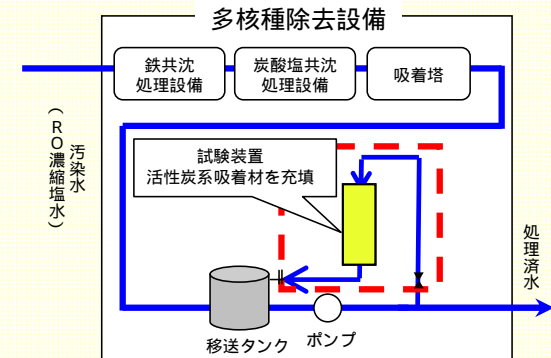 多核種除去設備
鉄共沈
処理設備
炭酸塩共沈
処理設備
吸着塔
汚染水
(RO濃縮塩水)
試験装置
活性炭系吸着材を充填
処理済水
移送タンク
ポンプ